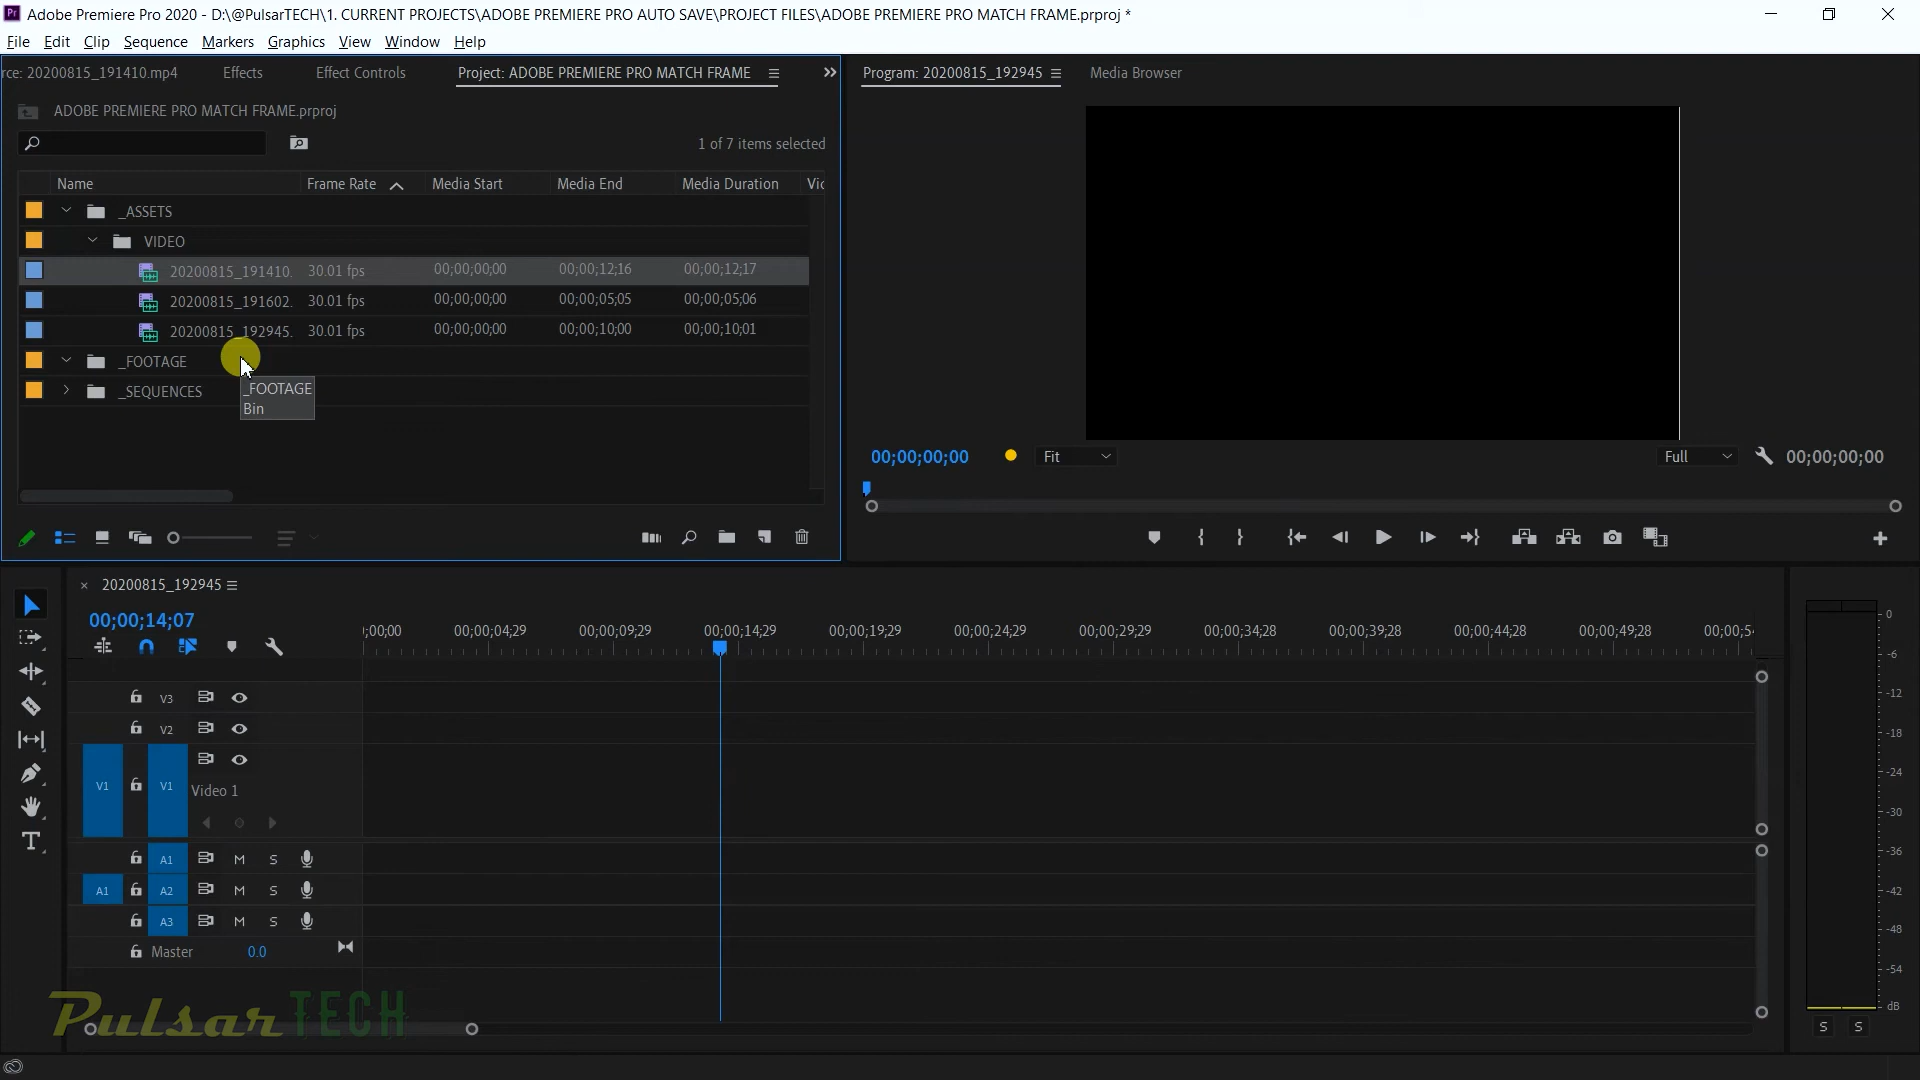 Pr Adobe Premiere Pro 2020 - D:\@PulsarTECH\1. CURRENT PROJECTS\ADOBE PREMIERE PRO AUTO SAVE\PROJECT FILES\ADOBE PREMIERE PRO MATCH FRAME.prproj *
File Edit Clip Sequence Markers Graphics View Window Help
rce: 20200815_191410.mp4 Effects Effect Controls Project: ADOBE PREMIERE PRO MATCH FRAME
Program: 20200815_192945 Media Browser
ADOBE PREMIERE PRO MATCH FRAME.prproj
1 of 7 items selected
Name Frame Rate Media Start Media End Media Duration Vic
_ASSETS
VIDEO
20200815_191410. 30.01 fps 00;00;00;00 00;00;12;16 00;00;12;17
20200815_191602. 30.01 fps 00;00;00;00 00;00;05;05 00;00;05;06
20200815_192945. 30.01 fps 00;00;00;00 00;00;10;00 00;00;10;01
_FOOTAGE
_SEQUENCES
_FOOTAGE
Bin
00;00;00;00 Fit Full 00;00;00;00
20200815_192945
00;00;14;07
;00;00 00;00;04;29 00;00;09;29 00;00;14;29 00;00;19;29 00;00;24;29 00;00;29;29 00;00;34;28 00;00;39;28 00;00;44;28 00;00;49;28 00;00;54
V3
V2
V1 V1
Video 1
A1 M S
A1 A2 M S
A3 M S
Master 0.0
T
0
-6
-12
-18
-24
-30
-36
-42
-48
-54
dB
S S
PulsarTECH